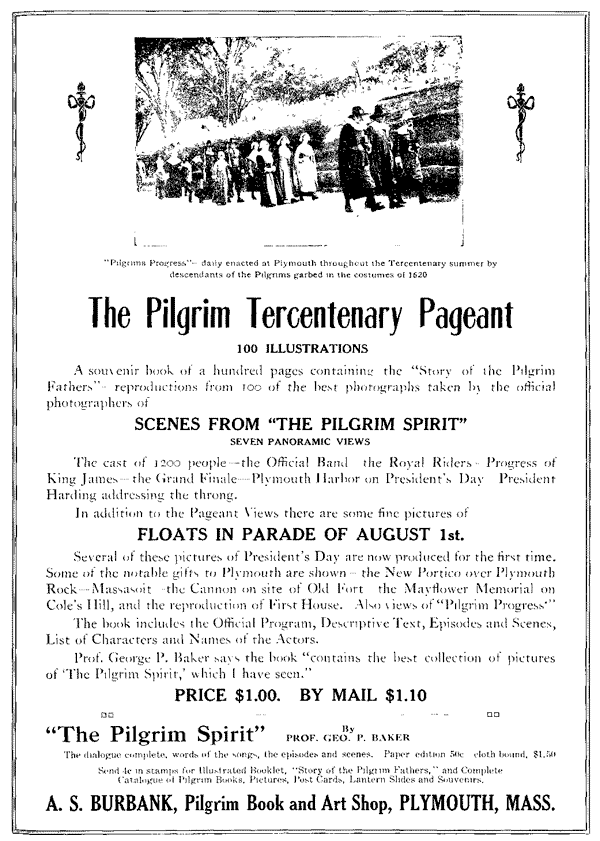 "Pilgrims Progress"— daily enacted at Plymouth throughout the Tercentenary summer by
descendants of the Pilgrims garbed in the costumes of 1620
The Pilgrim Tercentenary Pageant
100 ILLUSTRATIONS
A souvenir book of a hundred pages containing the "Story of the Pilgrim
Fathers"— reproductions from 100 of the best photographs taken by the official
photographers of
SCENES FROM "THE PILGRIM SPIRIT"
SEVEN PANORAMIC VIEWS
The cast of 1200 people—the Official Band the Royal Riders - Progress of
King James—the Grand Finale—Plymouth Harbor on President's Day President
Harding addressing the throng.
In addition to the Pageant Views there are some fine pictures of
FLOATS IN PARADE OF AUGUST 1st.
Several of these pictures of President's Day are now produced for the first time.
Some of the notable gifts to Plymouth are shown—the New Portico over Plymouth
Rock—Massasoit—the Cannon on site of Old Fort the Mayflower Memorial on
Cole's Hill, and the reproduction of First House. Also views of "Pilgrim Progress"
The book includes the Official Program, Descriptive Text, Episodes and Scenes,
List of Characters and Names of the Actors.
Prof. George P. Baker says the book "contains the best collection of pictures
of 'The Pilgrim Spirit,' which I have seen."
PRICE $1.00. BY MAIL $1.10
"The Pilgrim Spirit" By PROF. GEO. P. BAKER
The dialogue complete, words of the songs, the episodes and scenes. Paper edition 50c cloth bound, $1.50
Send 4c in stamps for Illustrated Booklet, "Story of the Pilgrim Fathers," and Complete
Catalogue of Pilgrim Books, Pictures, Post Cards, Lantern Slides and Souvenirs.
A. S. BURBANK, Pilgrim Book and Art Shop, PLYMOUTH, MASS.